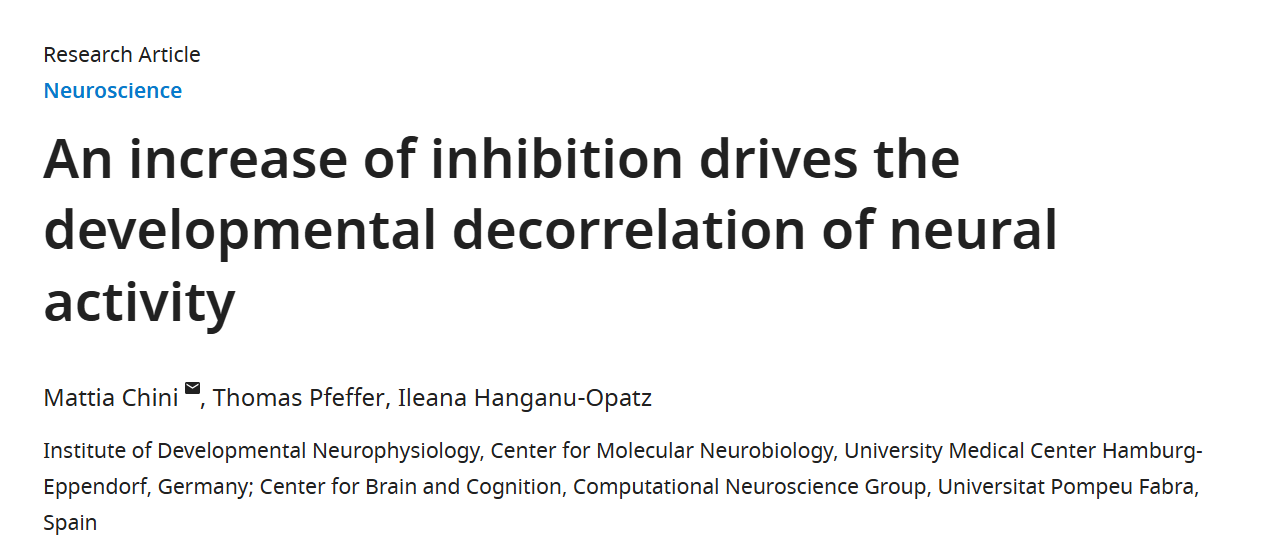 Research Article
Neuroscience
An increase of inhibition drives the
developmental decorrelation of neural
activity
Mattia Chini , Thomas Pfeffer, Ileana Hanganu-Opatz
Institute of Developmental Neurophysiology, Center for Molecular Neurobiology, University Medical Center Hamburg-
Eppendorf, Germany; Center for Brain and Cognition, Computational Neuroscience Group, Universitat Pompeu Fabra,
Spain